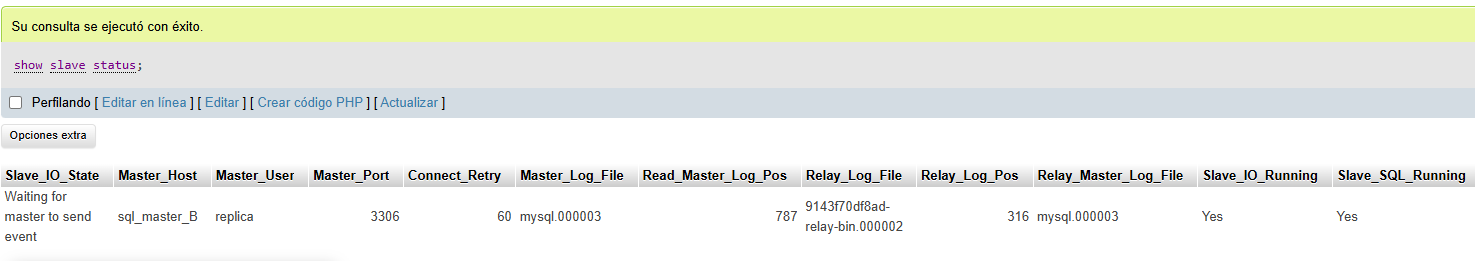 Su consulta se ejecutó con éxito.
show slave status;
Perfilando [ Editar en línea ] [ Editar ] [ Crear código PHP ] [ Actualizar ]
Opciones extra
Slave_IO_State Master_Host Master_User Master_Port Connect_Retry Master_Log_File Read_Master_Log_Pos Relay_Log_File Relay_Log_Pos Relay_Master_Log_File Slave_IO_Running Slave_SQL_Running
Waiting for
master to send
event
sql_master_B replica 3306 60 mysql.000003 787
9143f70df8ad-
relay-bin.000002
316 mysql.000003 Yes Yes